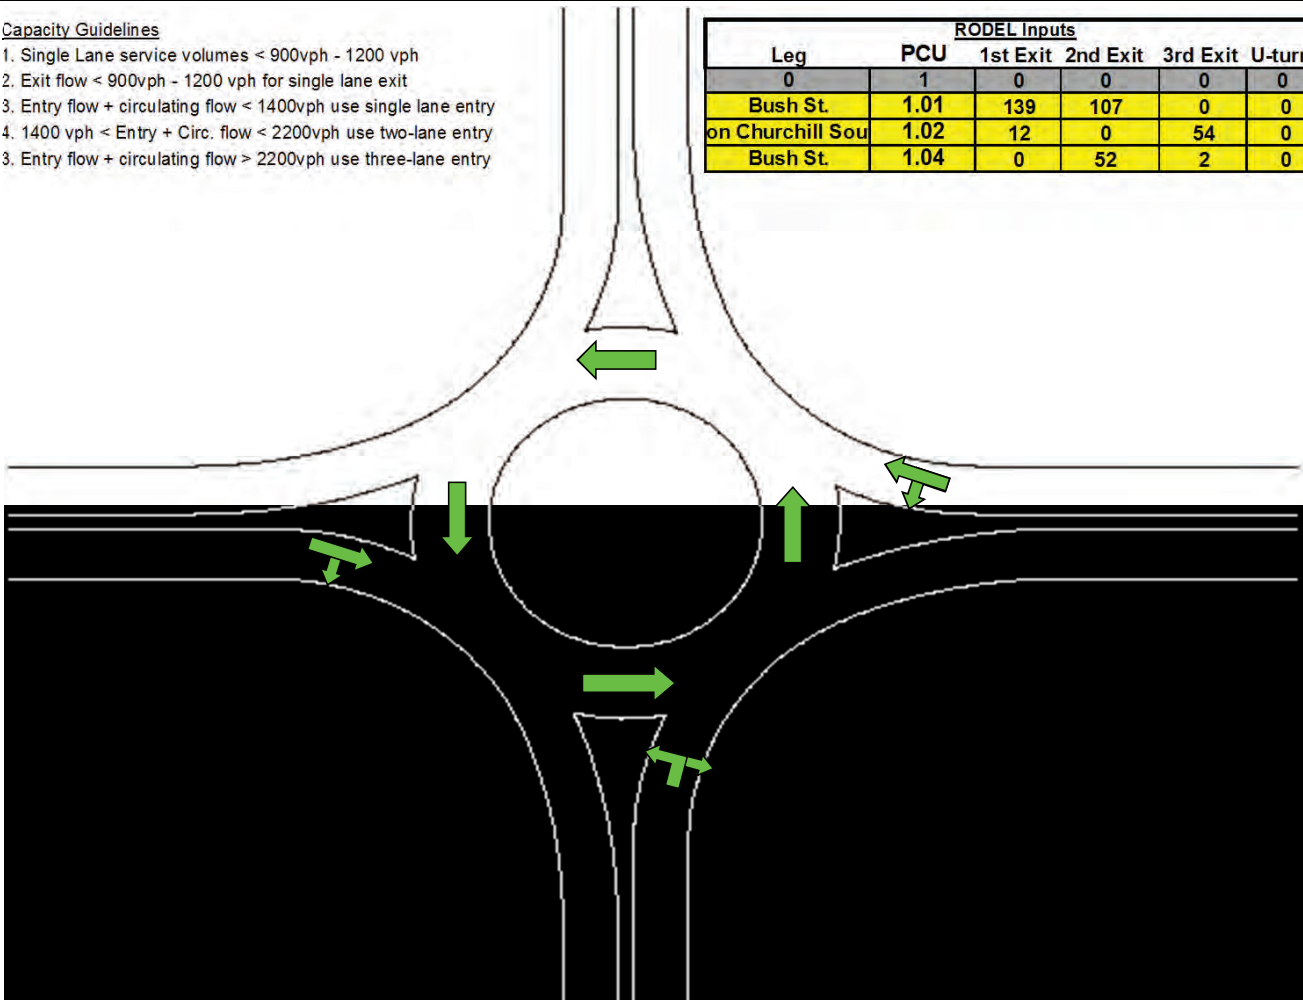 Capacity Guidelines
1. Single Lane service volumes < 900vph - 1200 vph
2. Exit flow < 900vph - 1200 vph for single lane exit
3. Entry flow + circulating flow < 1400vph use single lane entry
4. 1400 vph < Entry + Circ. flow < 2200vph use two-lane entry
3. Entry flow + circulating flow > 2200vph use three-lane entry
RODEL Inputs
Leg PCU 1st Exit 2nd Exit 3rd Exit U-turn
0 1 0 0 0 0
Bush St. 1.01 139 107 0 0
on Churchill Sou 1.02 12 0 54 0
Bush St. 1.04 0 52 2 0